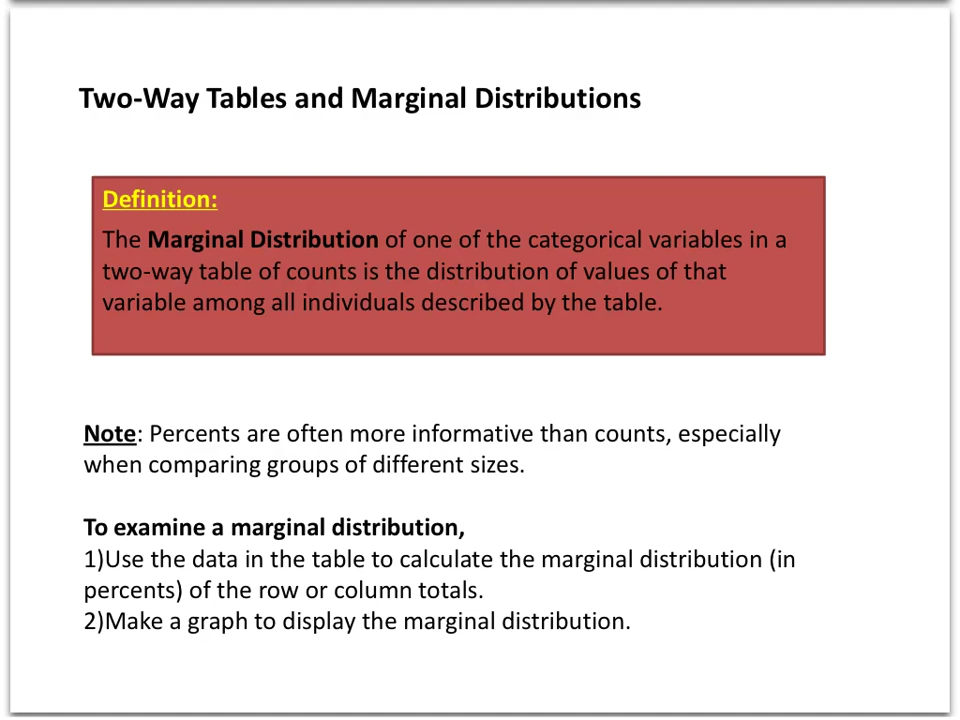 Two-Way Tables and Marginal Distributions
Definition:
The Marginal Distribution of one of the categorical variables in a
two-way table of counts is the distribution of values of that
variable among all individuals described by the table.
Note: Percents are often more informative than counts, especially
when comparing groups of different sizes.
To examine a marginal distribution,
1)Use the data in the table to calculate the marginal distribution (in
percents) of the row or column totals.
2)Make a graph to display the marginal distribution.